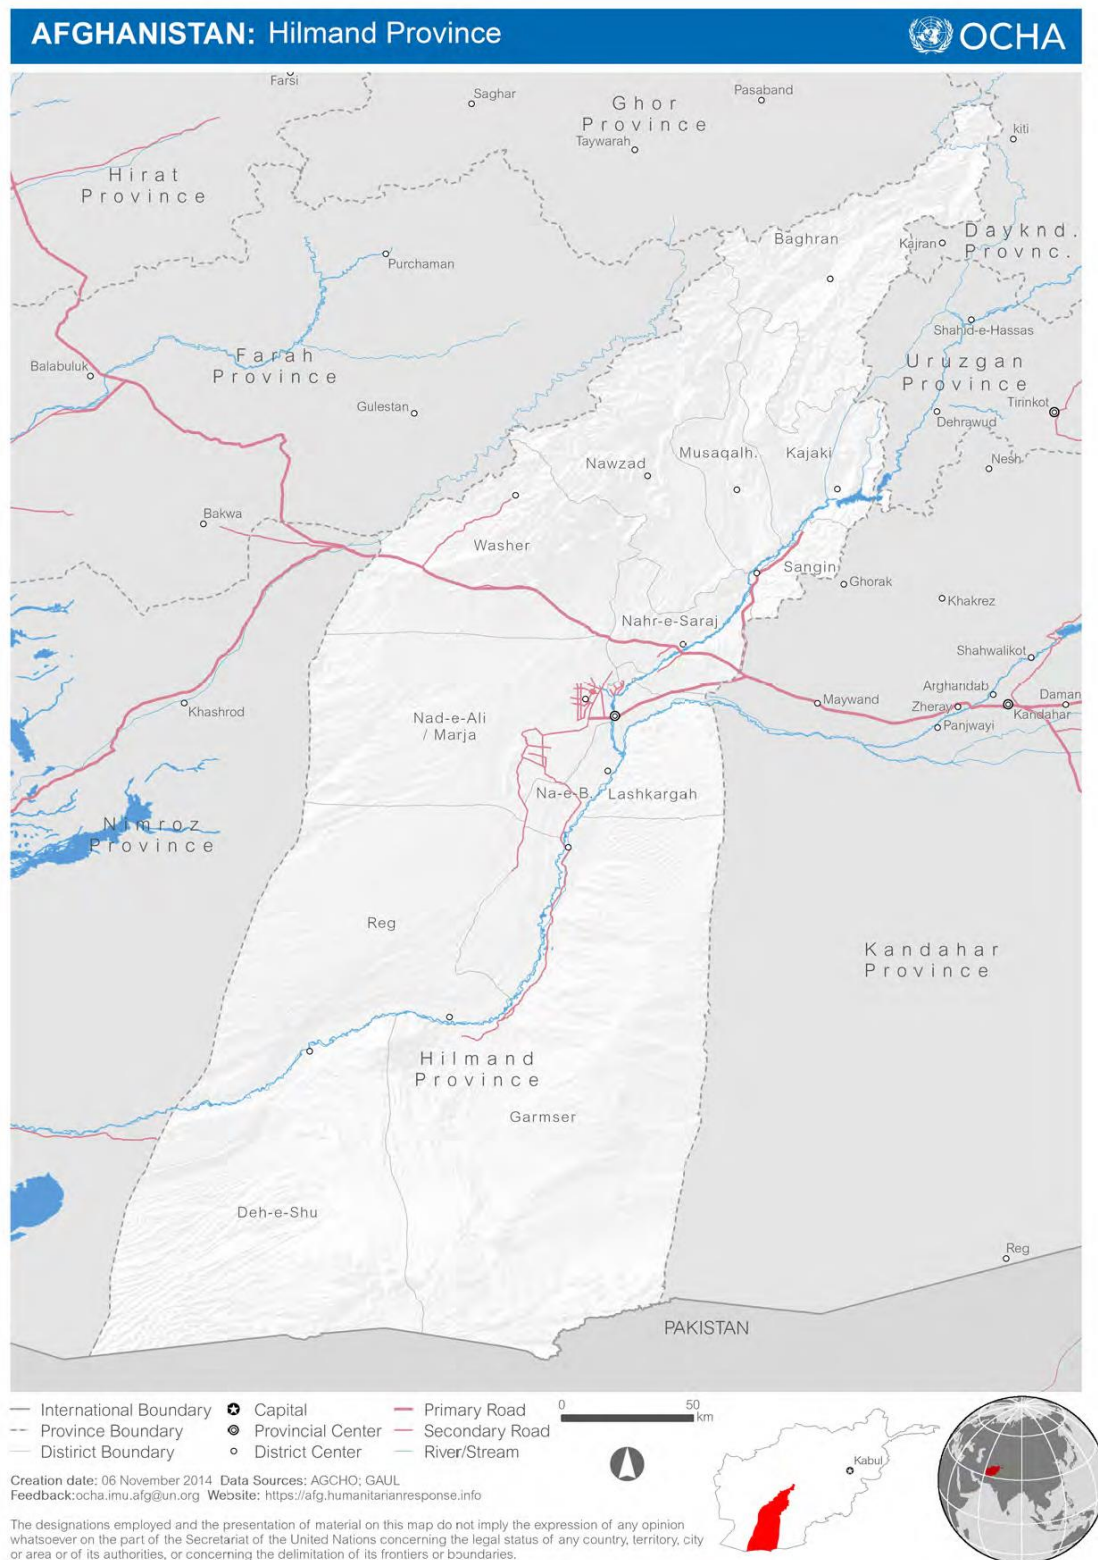 AFGHANISTAN: Hilmand Province
OCHA
Farsi
Saghar
Pasaband
Ghor
Province
Taywarah
kiti
Hirat
Province
Baghran
Kajran
Dayknd.
Provnc.
Purchaman
Shahid-e-Hassas
Farah
Province
Balabuluk
Uruzgan
Province
Tirinkot
Gulestan
Dehrawud
Musaqalh.
Kajaki
Nawzad
Nesh
Bakwa
Washer
Sangin
Ghorak
Khakrez
Nahr-e-Saraj
Shahwalikot
Arghandab
Daman
Maywand
Zheray
Kandahar
Panjwayi
Khashrod
Nad-e-Ali
/ Marja
Na-e-B.
Lashkargah
Nimroz
Province
Reg
Kandahar
Province
Hilmand
Province
Garmser
Deh-e-Shu
Reg
PAKISTAN
International Boundary
Province Boundary
Distirict Boundary
Capital
Provincial Center
District Center
Primary Road
Secondary Road
River/Stream
0
50
km
Kabul
Creation date: 06 November 2014 Data Sources: AGCHO; GAUL
Feedback:ocha.imu.afg@un.org Website: https://afg.humanitarianresponse.info
The designations employed and the presentation of material on this map do not imply the expression of any opinion
whatsoever on the part of the Secretariat of the United Nations concerning the legal status of any country, territory, city
or area or of its authorities, or concerning the delimitation of its frontiers or boundaries.